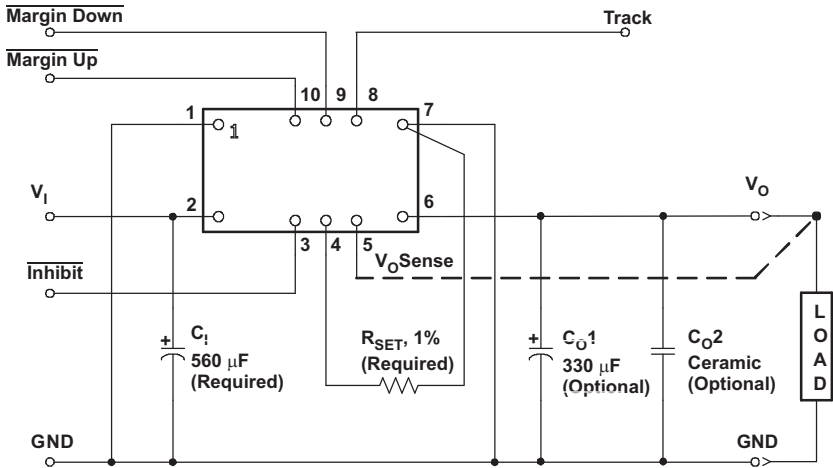 Margin Down
Track
Margin Up
10 9 8
1 7
1
V_I
V_O
2 6
3 4 5
V_O Sense
Inhibit
C_I
560 µF
(Required)
R_SET, 1%
(Required)
C_O1
330 µF
(Optional)
C_O2
Ceramic
(Optional)
LOAD
GND
GND